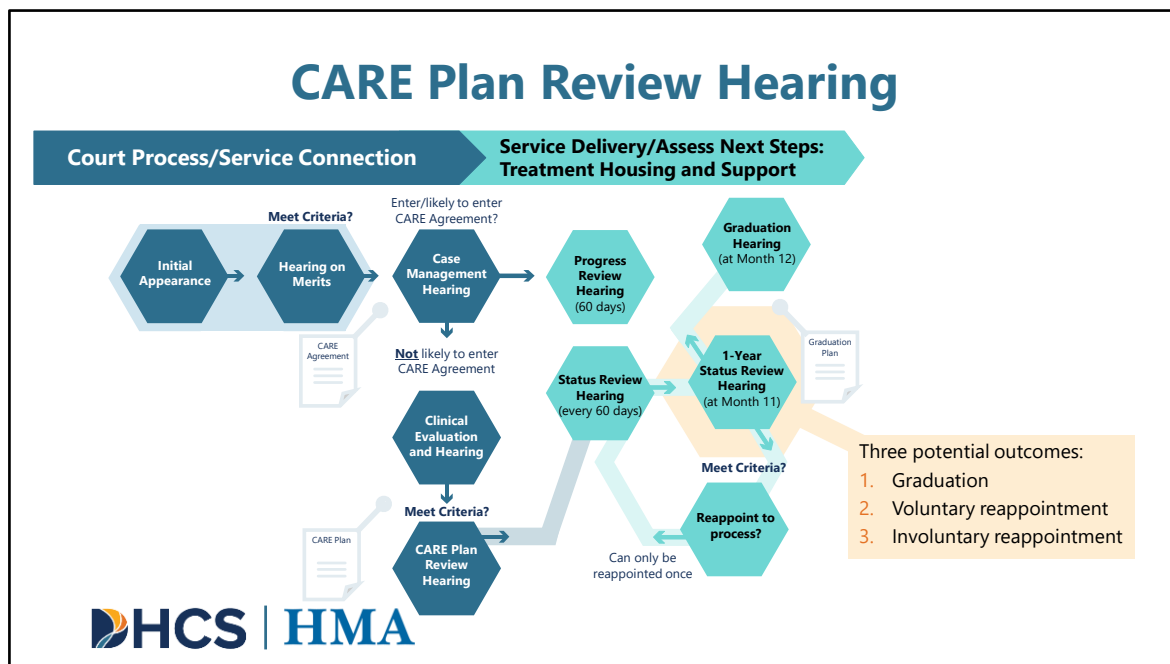 CARE Plan Review Hearing
Court Process/Service Connection
Service Delivery/Assess Next Steps:
Treatment Housing and Support
Meet Criteria?
Initial
Appearance
Hearing on
Merits
Enter/likely to enter
CARE Agreement?
Case
Management
Hearing
CARE
Agreement
Not likely to enter
CARE Agreement
Clinical
Evaluation
and Hearing
Meet Criteria?
CARE Plan
CARE Plan
Review
Hearing
Progress
Review
Hearing
(60 days)
Status Review
Hearing
(every 60 days)
Graduation
Hearing
(at Month 12)
1-Year
Status Review
Hearing
(at Month 11)
Graduation
Plan
Meet Criteria?
Reappoint to
process?
Can only be
reappointed once
Three potential outcomes:
1. Graduation
2. Voluntary reappointment
3. Involuntary reappointment
DHCS
HMA